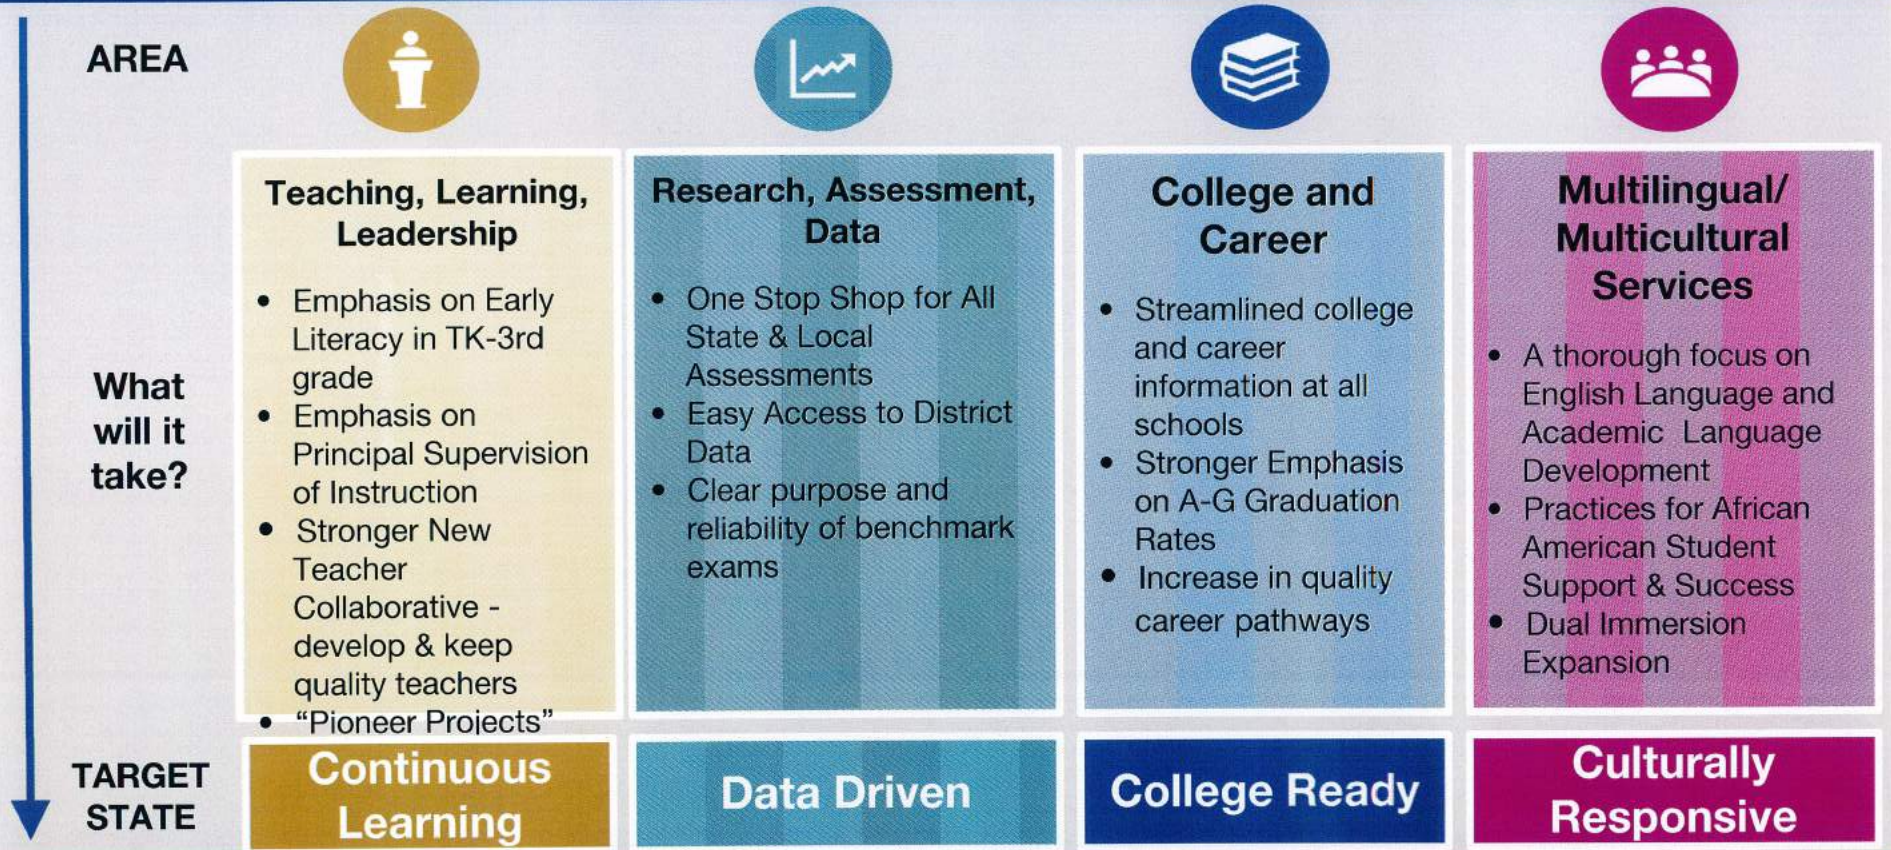 AREA
Teaching, Learning,
Leadership
• Emphasis on Early
Literacy in TK-3rd
grade
• Emphasis on
Principal Supervision
of Instruction
• Stronger New
Teacher
Collaborative -
develop & keep
quality teachers
• “Pioneer Projects”
Research, Assessment,
Data
• One Stop Shop for All
State & Local
Assessments
• Easy Access to District
Data
• Clear purpose and
reliability of benchmark
exams
College and
Career
• Streamlined college
and career
information at all
schools
• Stronger Emphasis
on A-G Graduation
Rates
• Increase in quality
career pathways
Multilingual/
Multicultural
Services
• A thorough focus on
English Language and
Academic Language
Development
• Practices for African
American Student
Support & Success
• Dual Immersion
Expansion
What
will it
take?
TARGET
STATE
Continuous
Learning
Data Driven
College Ready
Culturally
Responsive